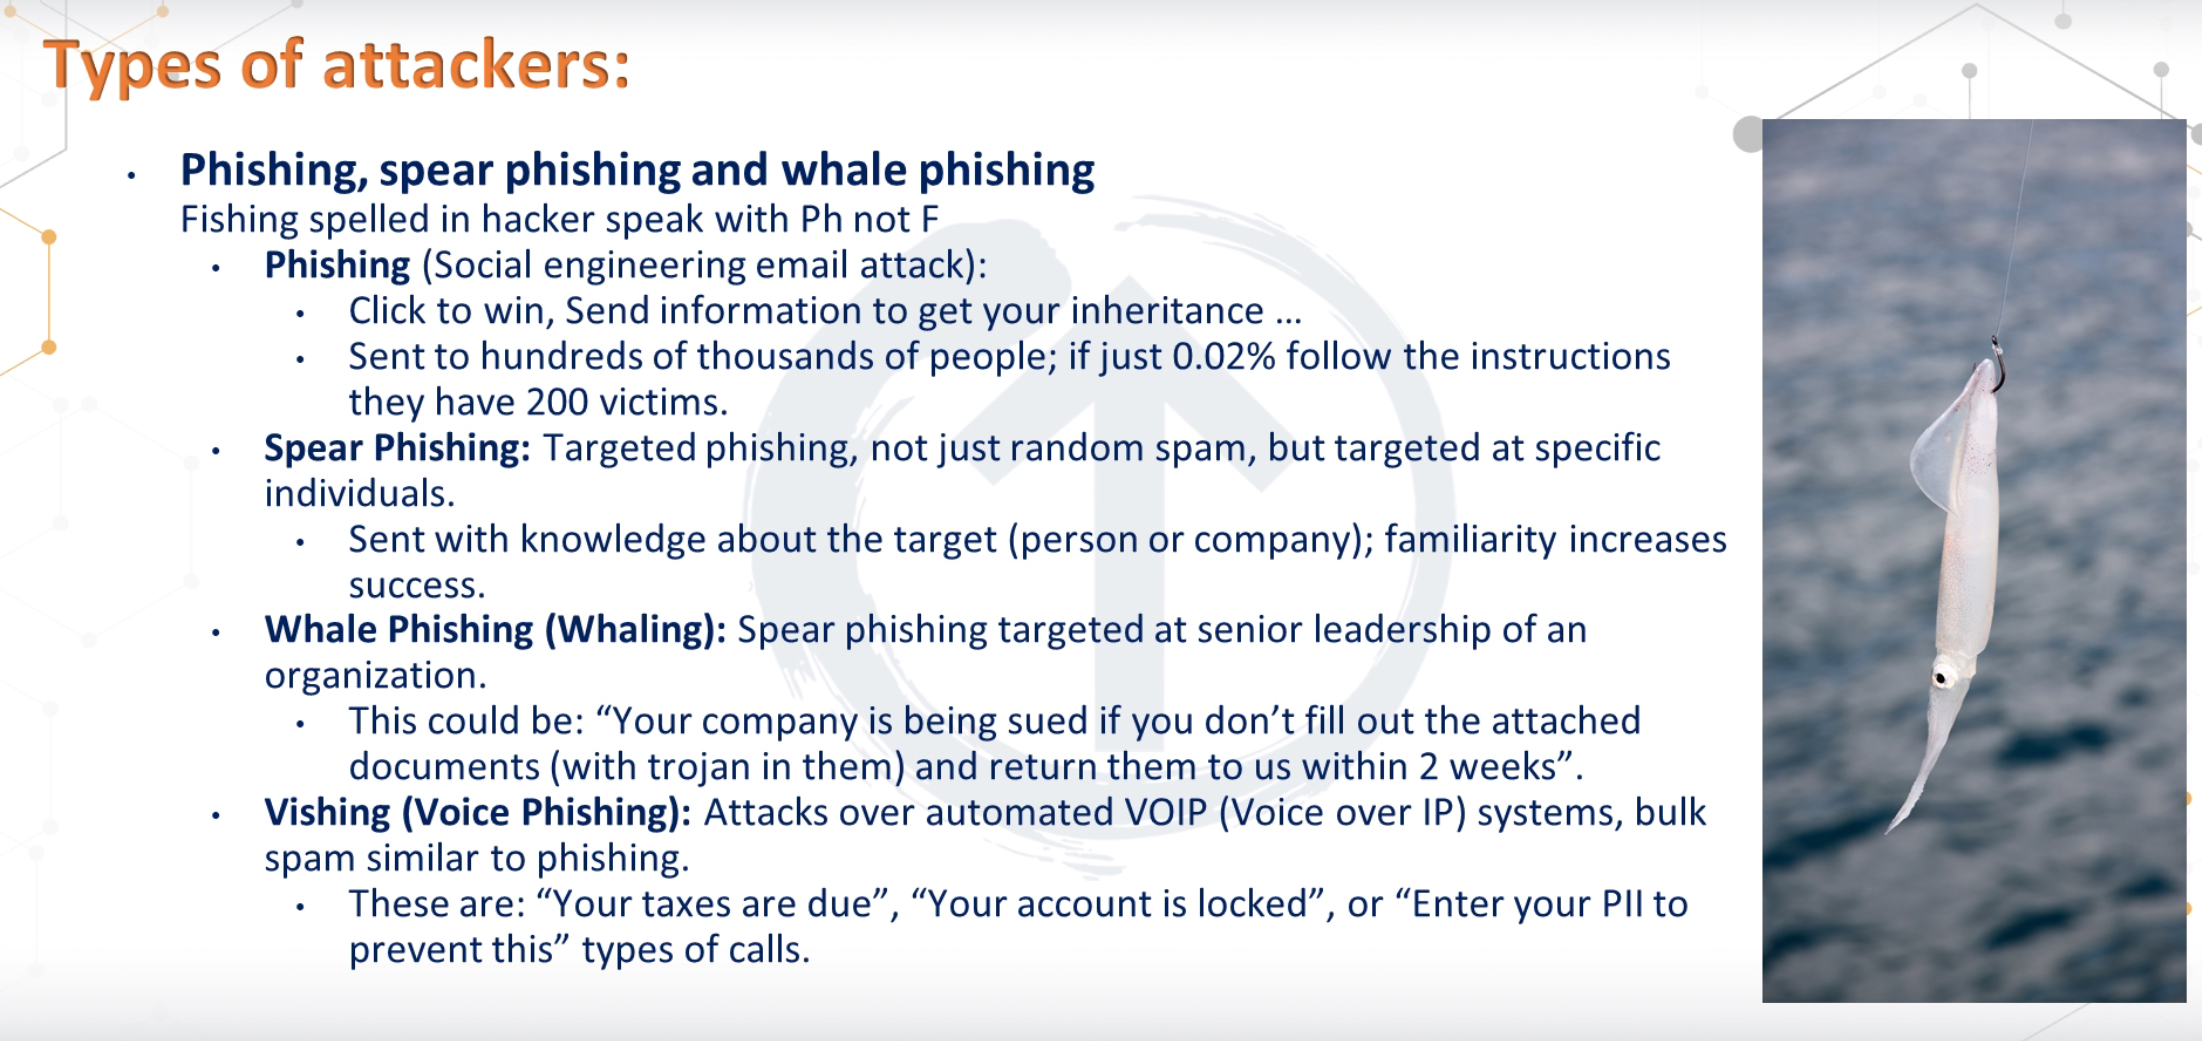 Types of attackers:
• Phishing, spear phishing and whale phishing
Fishing spelled in hacker speak with Ph not F
• Phishing (Social engineering email attack):
• Click to win, Send information to get your inheritance ...
• Sent to hundreds of thousands of people; if just 0.02% follow the instructions
they have 200 victims.
• Spear Phishing: Targeted phishing, not just random spam, but targeted at specific
individuals.
• Sent with knowledge about the target (person or company); familiarity increases
success.
• Whale Phishing (Whaling): Spear phishing targeted at senior leadership of an
organization.
• This could be: “Your company is being sued if you don’t fill out the attached
documents (with trojan in them) and return them to us within 2 weeks”.
• Vishing (Voice Phishing): Attacks over automated VOIP (Voice over IP) systems, bulk
spam similar to phishing.
• These are: “Your taxes are due”, “Your account is locked”, or “Enter your PII to
prevent this” types of calls.